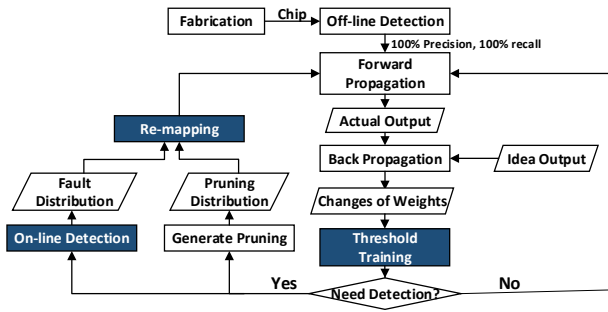 Fabrication
Chip
Off-line Detection
100% Precision, 100% recall
Forward
Propagation
Actual Output
Re-mapping
Back Propagation
Idea Output
Fault
Distribution
Pruning
Distribution
Changes of Weights
On-line Detection
Generate Pruning
Threshold
Training
Yes
Need Detection?
No